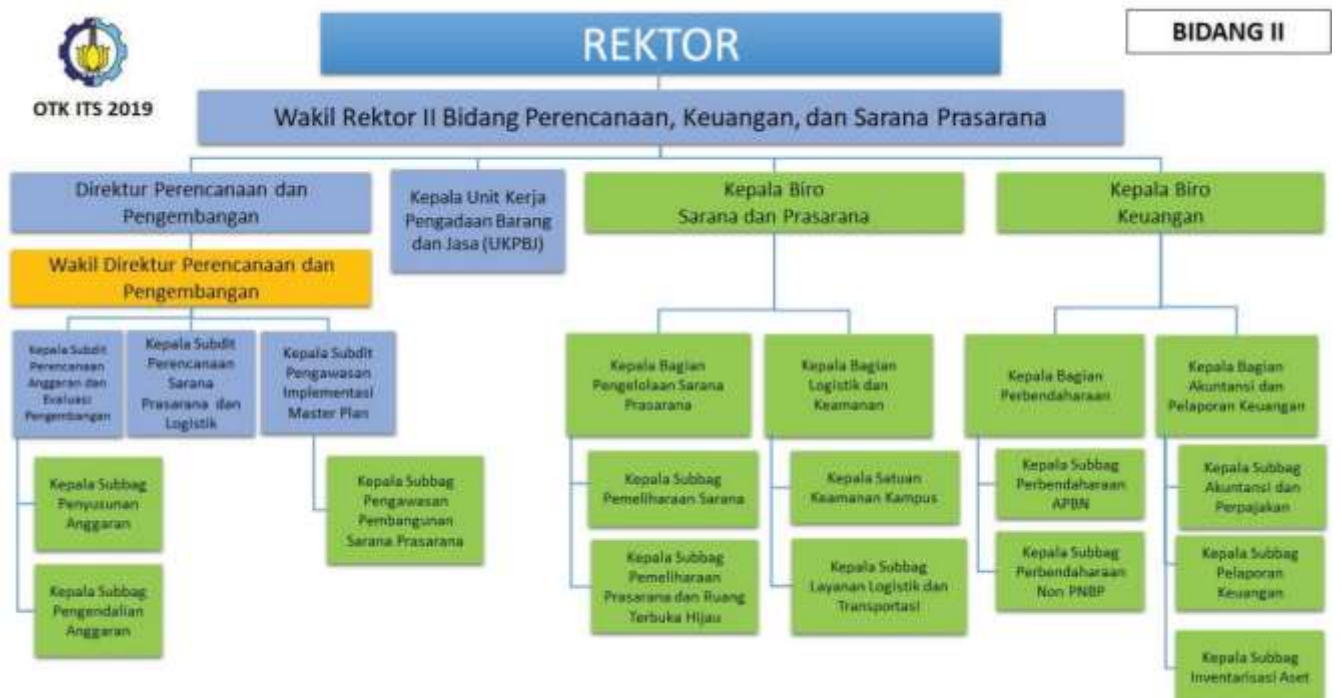 REKTOR
BIDANG II
OTK ITS 2019
Wakil Rektor II Bidang Perencanaan, Keuangan, dan Sarana Prasarana
Direktur Perencanaan dan
Pengembangan
Kepala Unit Kerja
Pengadaan Barang
dan Jasa (UKPBJ)
Kepala Biro
Sarana dan Prasarana
Kepala Biro
Keuangan
Wakil Direktur Perencanaan dan
Pengembangan
Kepala Subdit
Perencanaan
Anggaran dan
Evaluasi
Pengembangan
Kepala Subdit
Perencanaan
Sarana
Prasarana dan
Logistik
Kepala Subdit
Pengawasan
Implementasi
Master Plan
Kepala Bagian
Pengelolaan Sarana
Prasarana
Kepala Bagian
Logistik dan
Keamanan
Kepala Bagian
Perbendaharaan
Kepala Bagian
Akuntansi dan
Pelaporan Keuangan
Kepala Subbag
Penyusunan
Anggaran
Kepala Subbag
Pengawasan
Pembangunan
Sarana Prasarana
Kepala Subbag
Pemeliharaan Sarana
Kepala Satuan
Keamanan Kampus
Kepala Subbag
Perbendaharaan
APBN
Kepala Subbag
Akuntansi dan
Perpajakan
Kepala Subbag
Pengendalian
Anggaran
Kepala Subbag
Pemeliharaan
Prasarana dan Ruang
Terbuka Hijau
Kepala Subbag
Layanan Logistik dan
Transportasi
Kepala Subbag
Perbendaharaan
Non PNBP
Kepala Subbag
Pelaporan
Keuangan
Kepala Subbag
Inventarisasi Aset